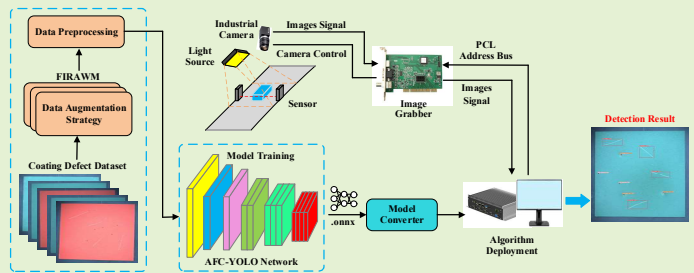 Data Preprocessing
FIRAWM
Data Augmentation
Strategy
Coating Defect Dataset
Industrial
Camera
Images Signal
Camera Control
Light
Source
Sensor
PCL
Address Bus
Images
Signal
Image
Grabber
Model Training
AFC-YOLO Network
.onnx
Model
Converter
Algorithm
Deployment
Detection Result